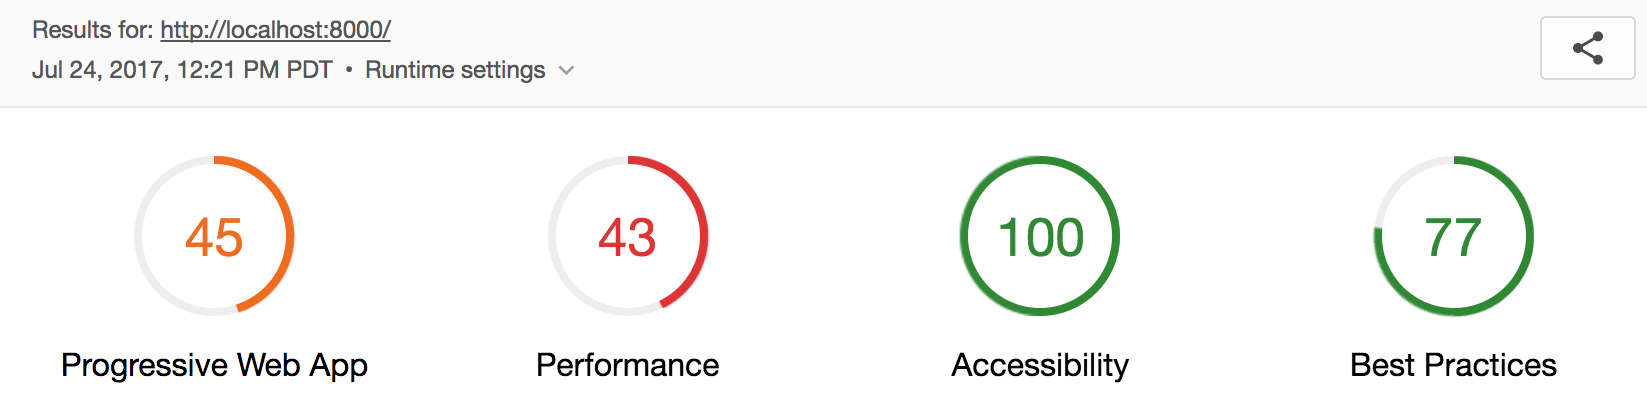 Results for: http://localhost:8000/
Jul 24, 2017, 12:21 PM PDT • Runtime settings
45
43
100
77
Progressive Web App
Performance
Accessibility
Best Practices